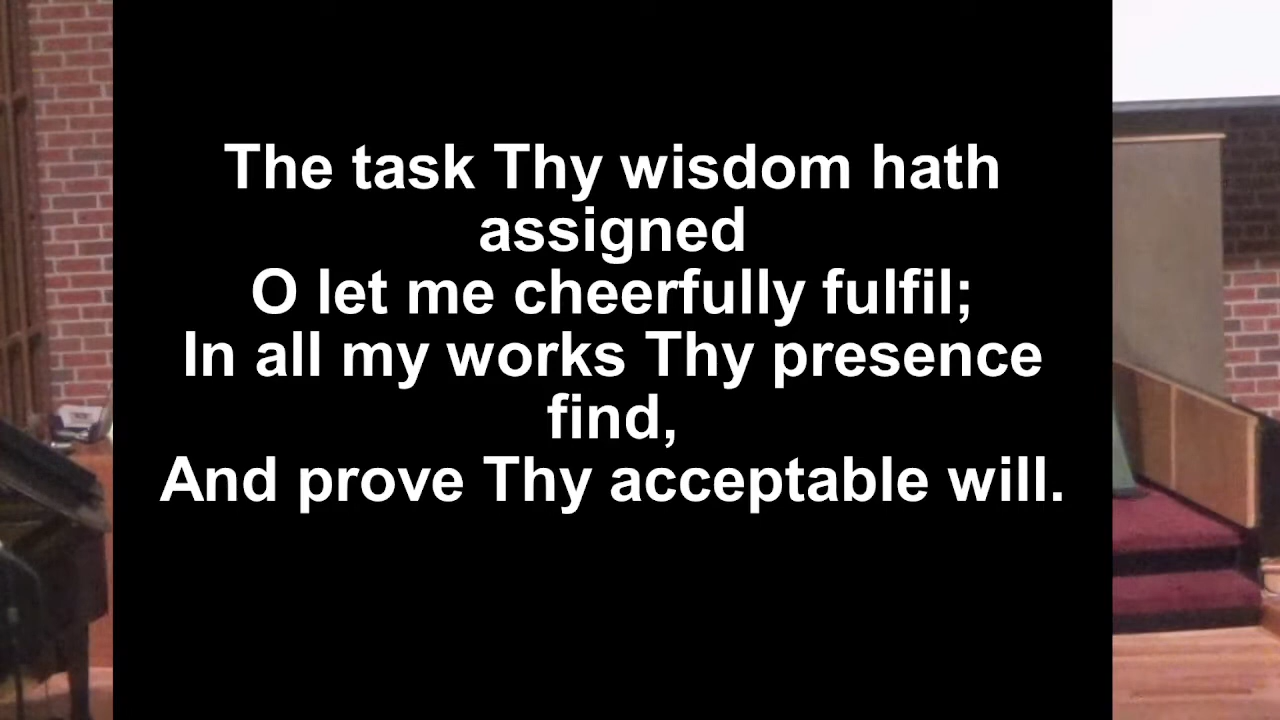 The task Thy wisdom hath
assigned
O let me cheerfully fulfil;
In all my works Thy presence
find,
And prove Thy acceptable will.